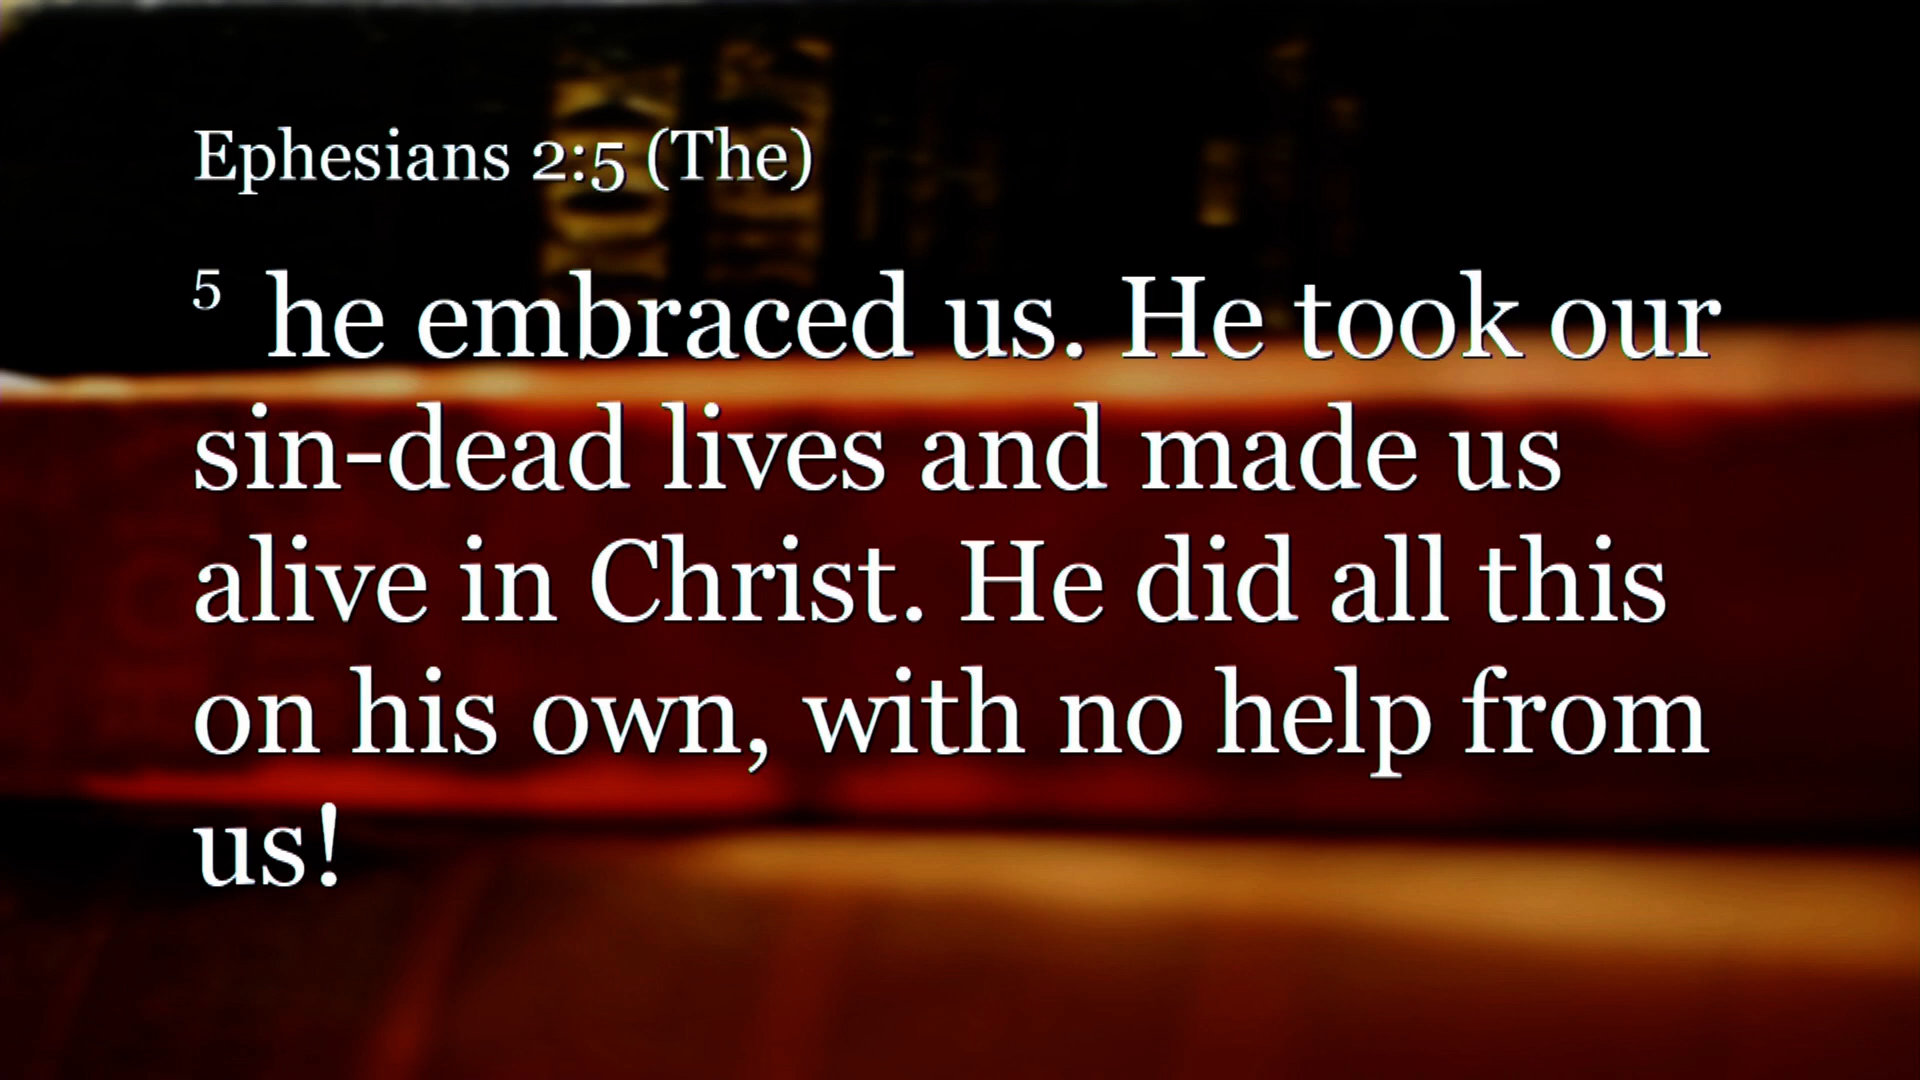 Ephesians 2:5 (The)
5 he embraced us. He took our
sin-dead lives and made us
alive in Christ. He did all this
on his own, with no help from
us!